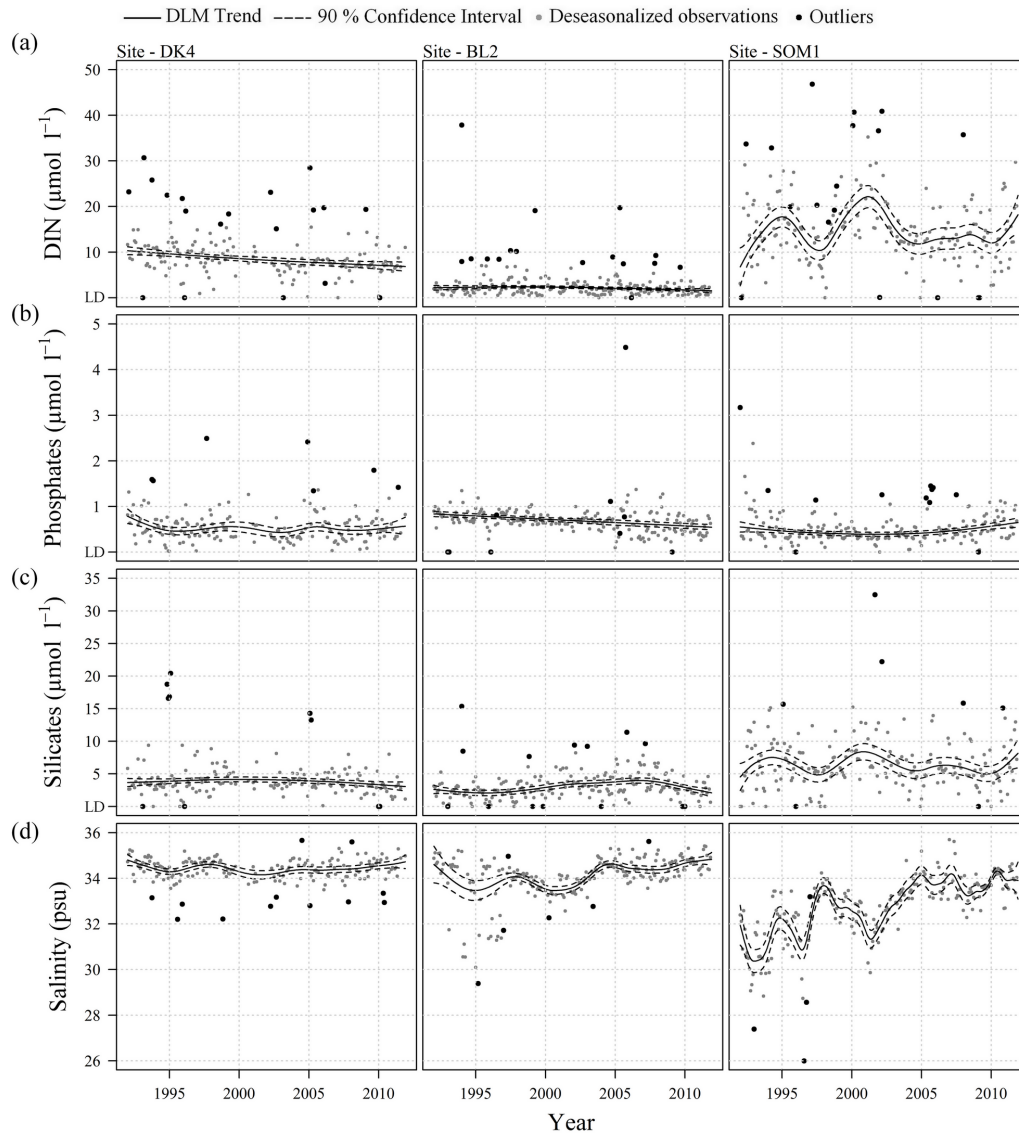 DLM Trend 90 % Confidence Interval Deseasonalized observations Outliers
(a)
Site - DK4 Site - BL2 Site - SOM1
DIN (μmol l⁻¹)
50
40
30
20
10
LD
(b)
Phosphates (μmol l⁻¹)
5
4
3
2
1
LD
(c)
Silicates (μmol l⁻¹)
35
30
25
20
15
10
5
LD
(d)
Salinity (psu)
36
34
32
30
28
26
1995 2000 2005 2010 1995 2000 2005 2010 1995 2000 2005 2010
Year